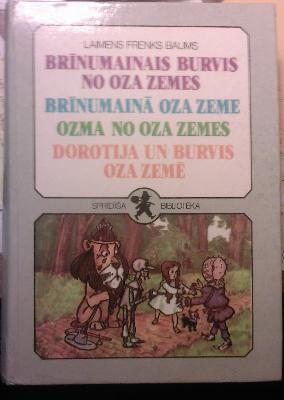 LAIMENS FRENKS BAUMS
BRĪNUMAINAIS BURVIS
NO OZA ZEMES
BRĪNUMAINĀ OZA ZEME
OZMA NO OZA ZEMES
DOROTIJA UN BURVIS
OZA ZEMĒ
SPRĪDĪŠA BIBLIOTĒKA